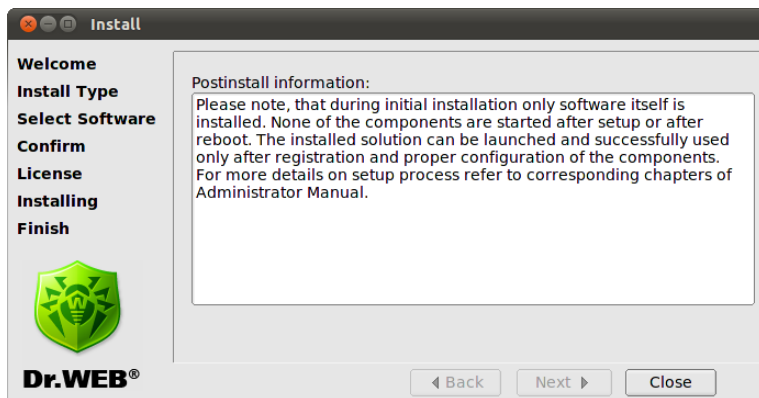 Install
Welcome
Install Type
Select Software
Confirm
License
Installing
Finish
Postinstall information:
Please note, that during initial installation only software itself is
installed. None of the components are started after setup or after
reboot. The installed solution can be launched and successfully used
only after registration and proper configuration of the components.
For more details on setup process refer to corresponding chapters of
Administrator Manual.
Dr.WEB®
Back
Next
Close